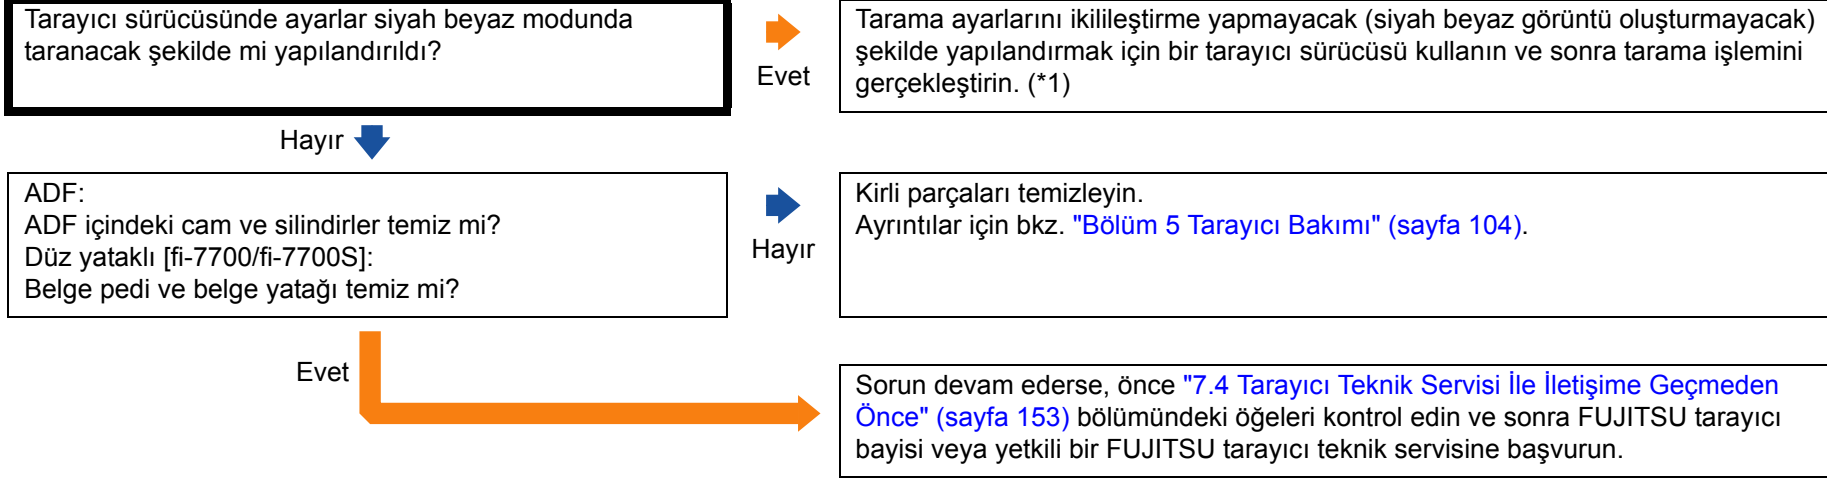 Tarayıcı sürücüsünde ayarlar siyah beyaz modunda
taranacak şekilde mi yapılandırıldı?
Evet
Tarama ayarlarını ikilileştirme yapmayacak (siyah beyaz görüntü oluşturmayacak)
şekilde yapılandırmak için bir tarayıcı sürücüsü kullanın ve sonra tarama işlemini
gerçekleştirin. (*1)
Hayır
ADF:
ADF içindeki cam ve silindirler temiz mi?
Düz yataklı [fi-7700/fi-7700S]:
Belge pedi ve belge yatağı temiz mi?
Hayır
Kirli parçaları temizleyin.
Ayrıntılar için bkz. "Bölüm 5 Tarayıcı Bakımı" (sayfa 104).
Evet
Sorun devam ederse, önce "7.4 Tarayıcı Teknik Servisi İle İletişime Geçmeden
Önce" (sayfa 153) bölümündeki öğeleri kontrol edin ve sonra FUJITSU tarayıcı
bayisi veya yetkili bir FUJITSU tarayıcı teknik servisine başvurun.